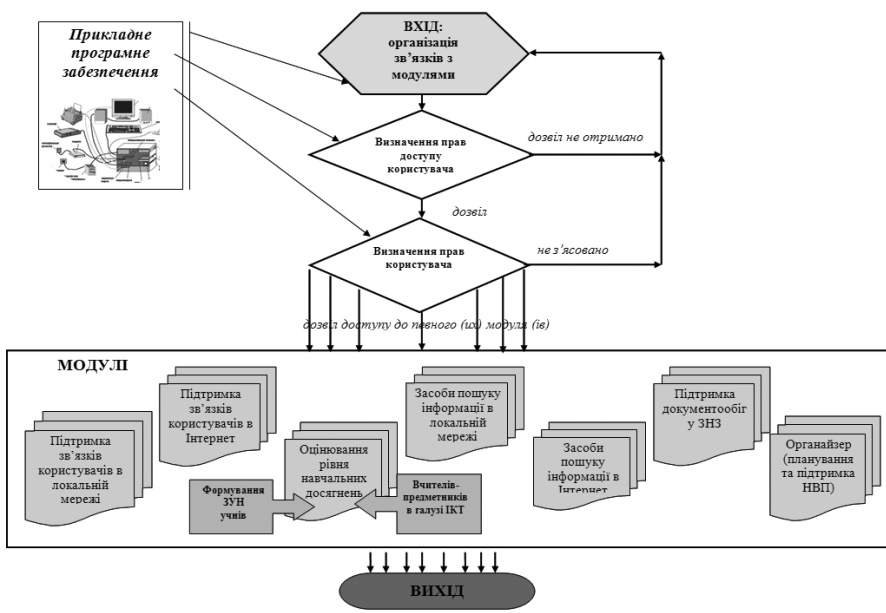 Прикладне
програмне
забезпечення
ВХІД:
організація
зв’язків з
модулями
Визначення прав
доступу
користувача
дозвіл не отримано
дозвіл
Визначення прав
користувача
не з’ясовано
дозвіл доступу до певного (их) модуля (ів)
МОДУЛІ
Підтримка
зв’язків
користувачів в
локальній
мережі
Підтримка
зв’язків
користувачів в
Інтернет
Оцінювання
рівня
навчальних
досягнень
Формування
ЗУН
учнів
Вчителів-
предметників
в галузі ІКТ
Засоби пошуку
інформації в
локальній
мережі
Засоби
пошуку
інформації в
Інтернет
Підтримка
документообіг
у ЗНЗ
Органайзер
(планування
та підтримка
НВП)
ВИХІД